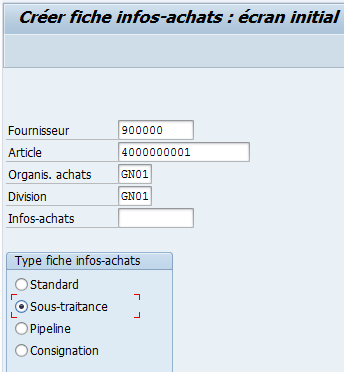 Créer fiche infos-achats : écran initial
Fournisseur 900000
Article 4000000001
Organis. achats GN01
Division GN01
Infos-achats
Type fiche infos-achats
Standard
Sous-traitance
Pipeline
Consignation